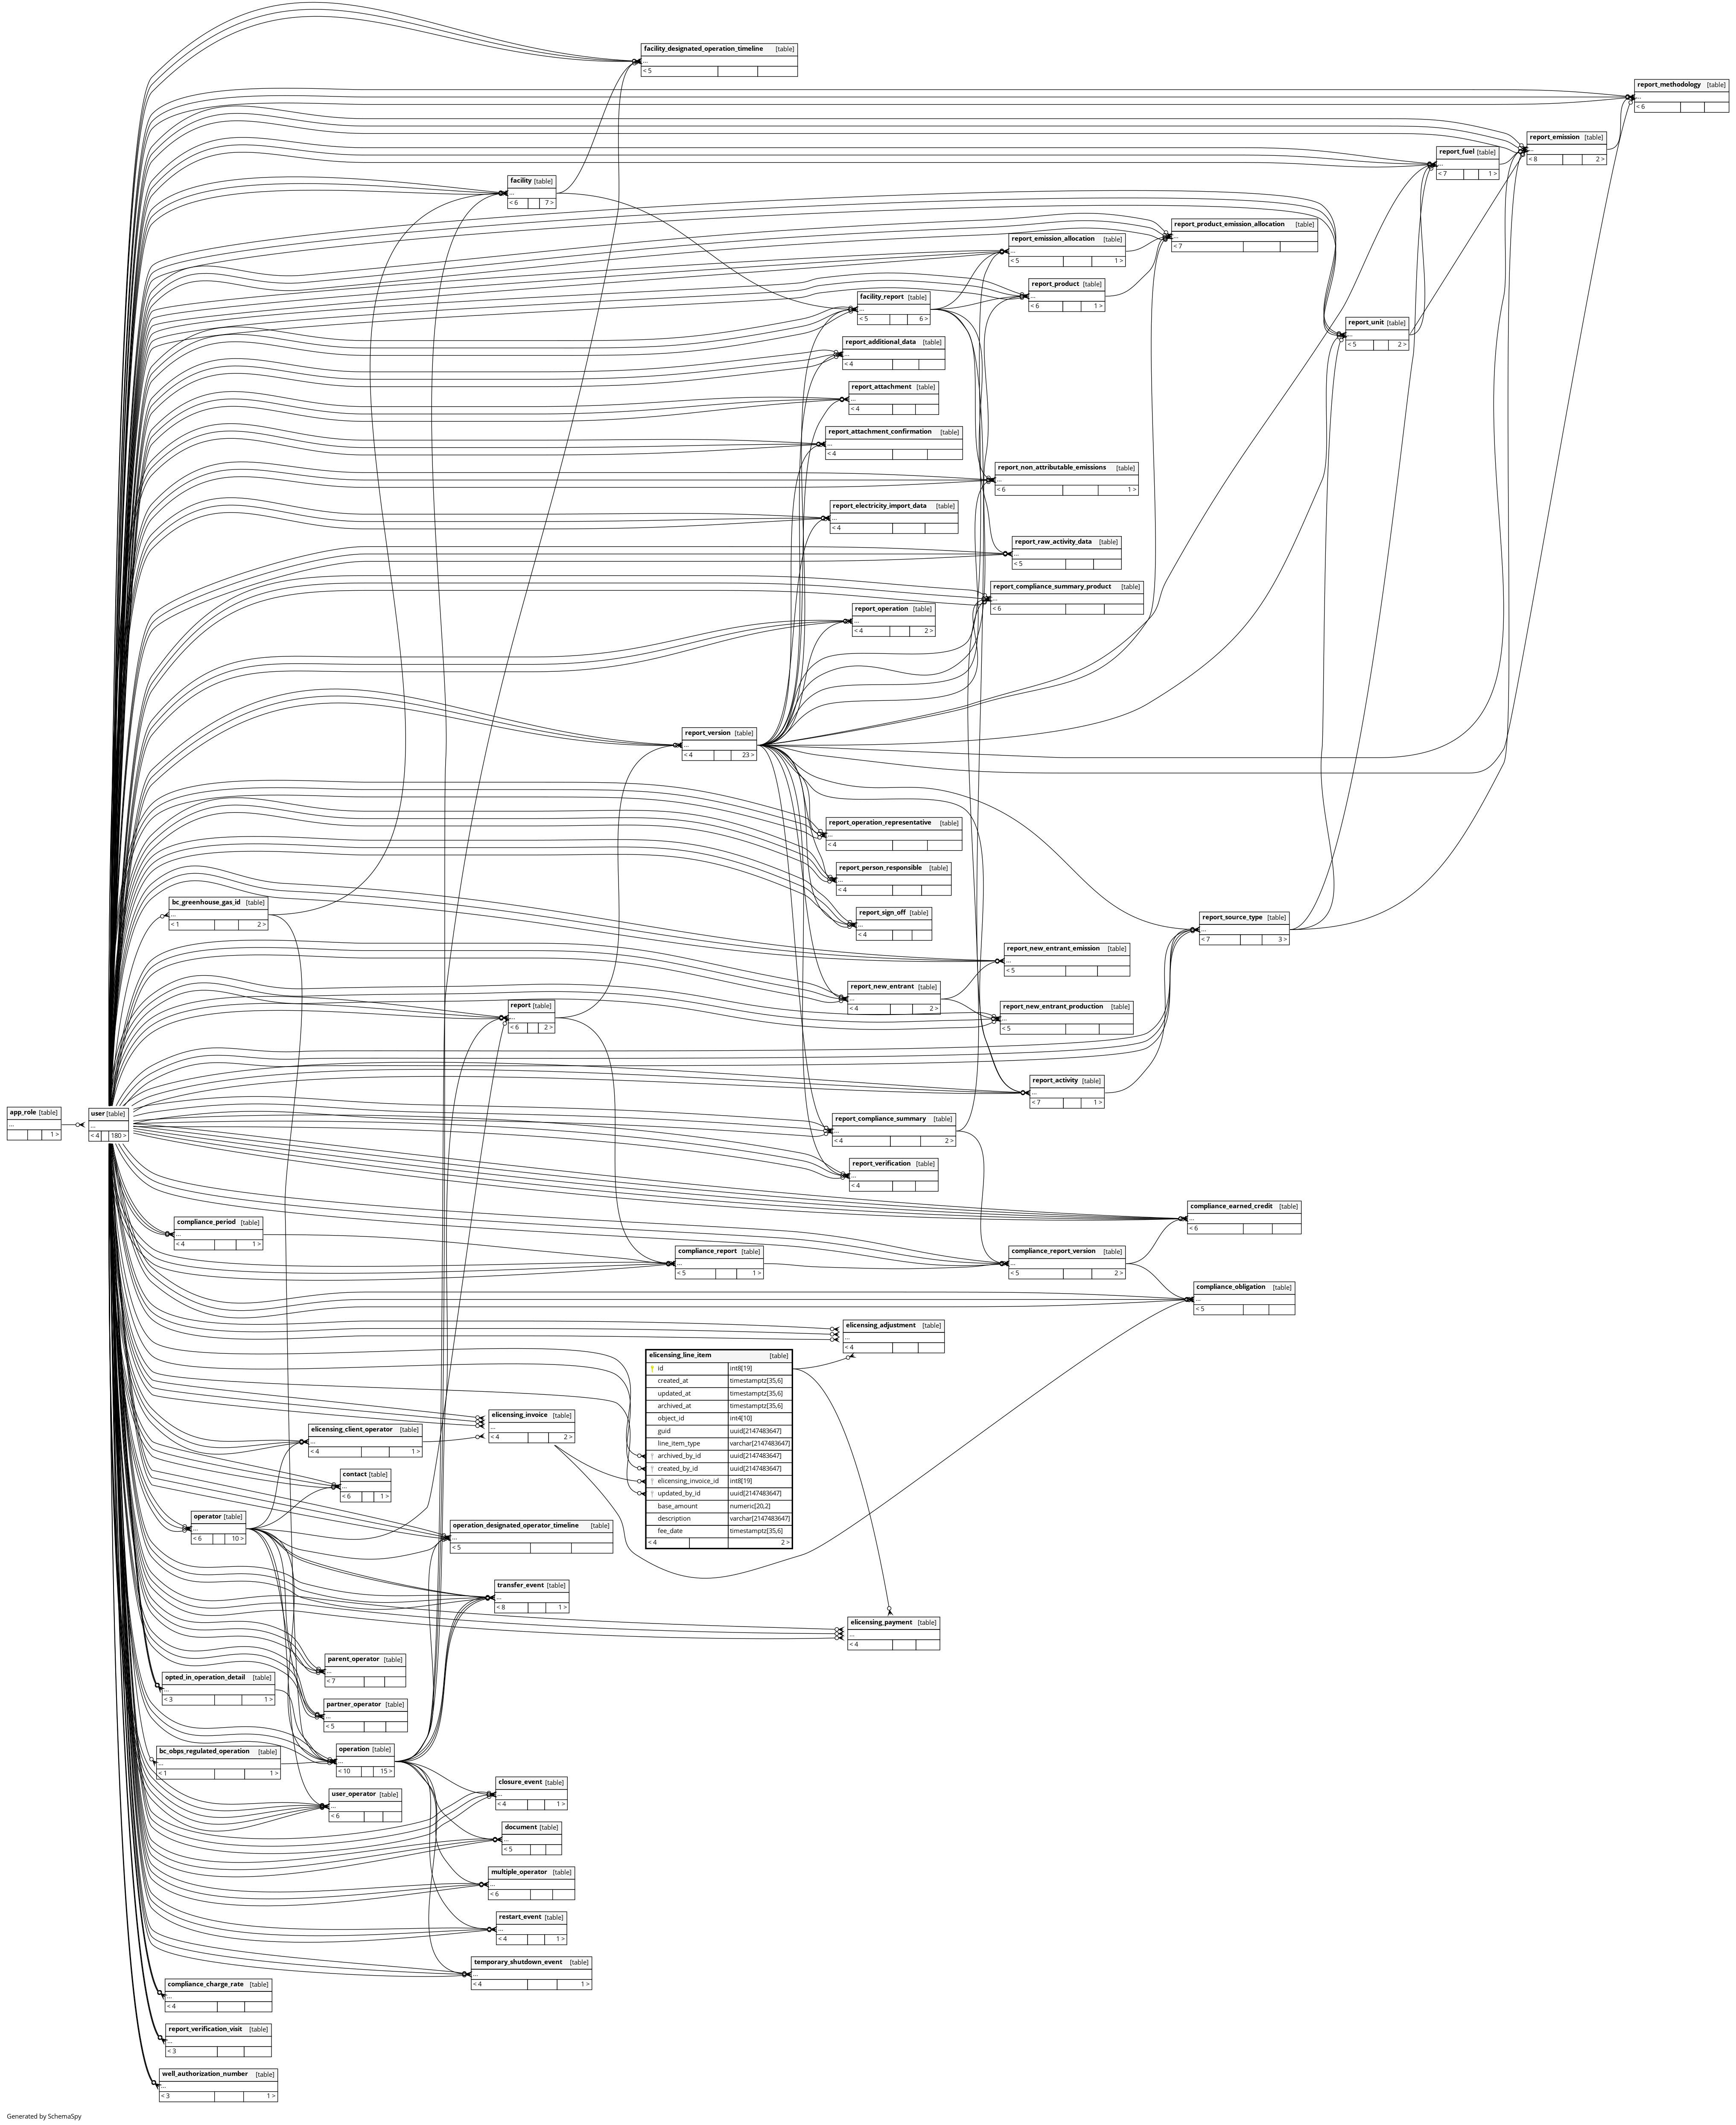 facility_designated_operation_timeline [table]
...
< 5
report_methodology [table]
...
< 6
report_emission [table]
...
< 8 2 >
report_fuel [table]
...
< 7 1 >
facility [table]
...
< 6 7 >
report_product_emission_allocation [table]
...
< 7
report_emission_allocation [table]
...
< 5 1 >
report_product [table]
...
< 6 1 >
facility_report [table]
...
< 5 6 >
report_unit [table]
...
< 5 2 >
report_additional_data [table]
...
< 4
report_attachment [table]
...
< 4
report_attachment_confirmation [table]
...
< 4
report_non_attributable_emissions [table]
...
< 6 1 >
report_electricity_import_data [table]
...
< 4
report_raw_activity_data [table]
...
< 5
report_compliance_summary_product [table]
...
< 6
report_operation [table]
...
< 4 2 >
report_version [table]
...
< 4 23 >
report_operation_representative [table]
...
< 4
report_person_responsible [table]
...
< 4
bc_greenhouse_gas_id [table]
...
< 1 2 >
report_sign_off [table]
...
< 4
report_source_type [table]
...
< 7 3 >
report_new_entrant_emission [table]
...
< 5
report_new_entrant [table]
...
< 4 2 >
report [table]
...
< 6 2 >
report_new_entrant_production [table]
...
< 5
report_activity [table]
...
< 7 1 >
app_role [table]
...
1 >
user [table]
...
< 4 180 >
report_compliance_summary [table]
...
< 4 2 >
report_verification [table]
...
< 4
compliance_earned_credit [table]
...
< 6
compliance_period [table]
...
< 4 1 >
compliance_report [table]
...
< 5 1 >
compliance_report_version [table]
...
< 5 2 >
compliance_obligation [table]
...
< 5
elicensing_adjustment [table]
...
< 4
elicensing_line_item [table]
id int8[19]
created_at timestamptz[35,6]
updated_at timestamptz[35,6]
archived_at timestamptz[35,6]
object_id int4[10]
guid uuid[2147483647]
line_item_type varchar[2147483647]
archived_by_id uuid[2147483647]
created_by_id uuid[2147483647]
elicensing_invoice_id int8[19]
updated_by_id uuid[2147483647]
base_amount numeric[20,2]
description varchar[2147483647]
fee_date timestamptz[35,6]
< 4 2 >
elicensing_invoice [table]
...
< 4 2 >
elicensing_client_operator [table]
...
< 4 1 >
contact [table]
...
< 6 1 >
operator [table]
...
< 6 10 >
operation_designated_operator_timeline [table]
...
< 5
transfer_event [table]
...
< 8 1 >
elicensing_payment [table]
...
< 4
parent_operator [table]
...
< 7
opted_in_operation_detail [table]
...
< 3 1 >
partner_operator [table]
...
< 5
operation [table]
...
< 10 15 >
bc_obps_regulated_operation [table]
...
< 1 1 >
closure_event [table]
...
< 4 1 >
user_operator [table]
...
< 6
document [table]
...
< 5
multiple_operator [table]
...
< 6
restart_event [table]
...
< 4 1 >
temporary_shutdown_event [table]
...
< 4 1 >
compliance_charge_rate [table]
...
< 4
report_verification_visit [table]
...
< 3
well_authorization_number [table]
...
< 3 1 >
Generated by SchemaSpy